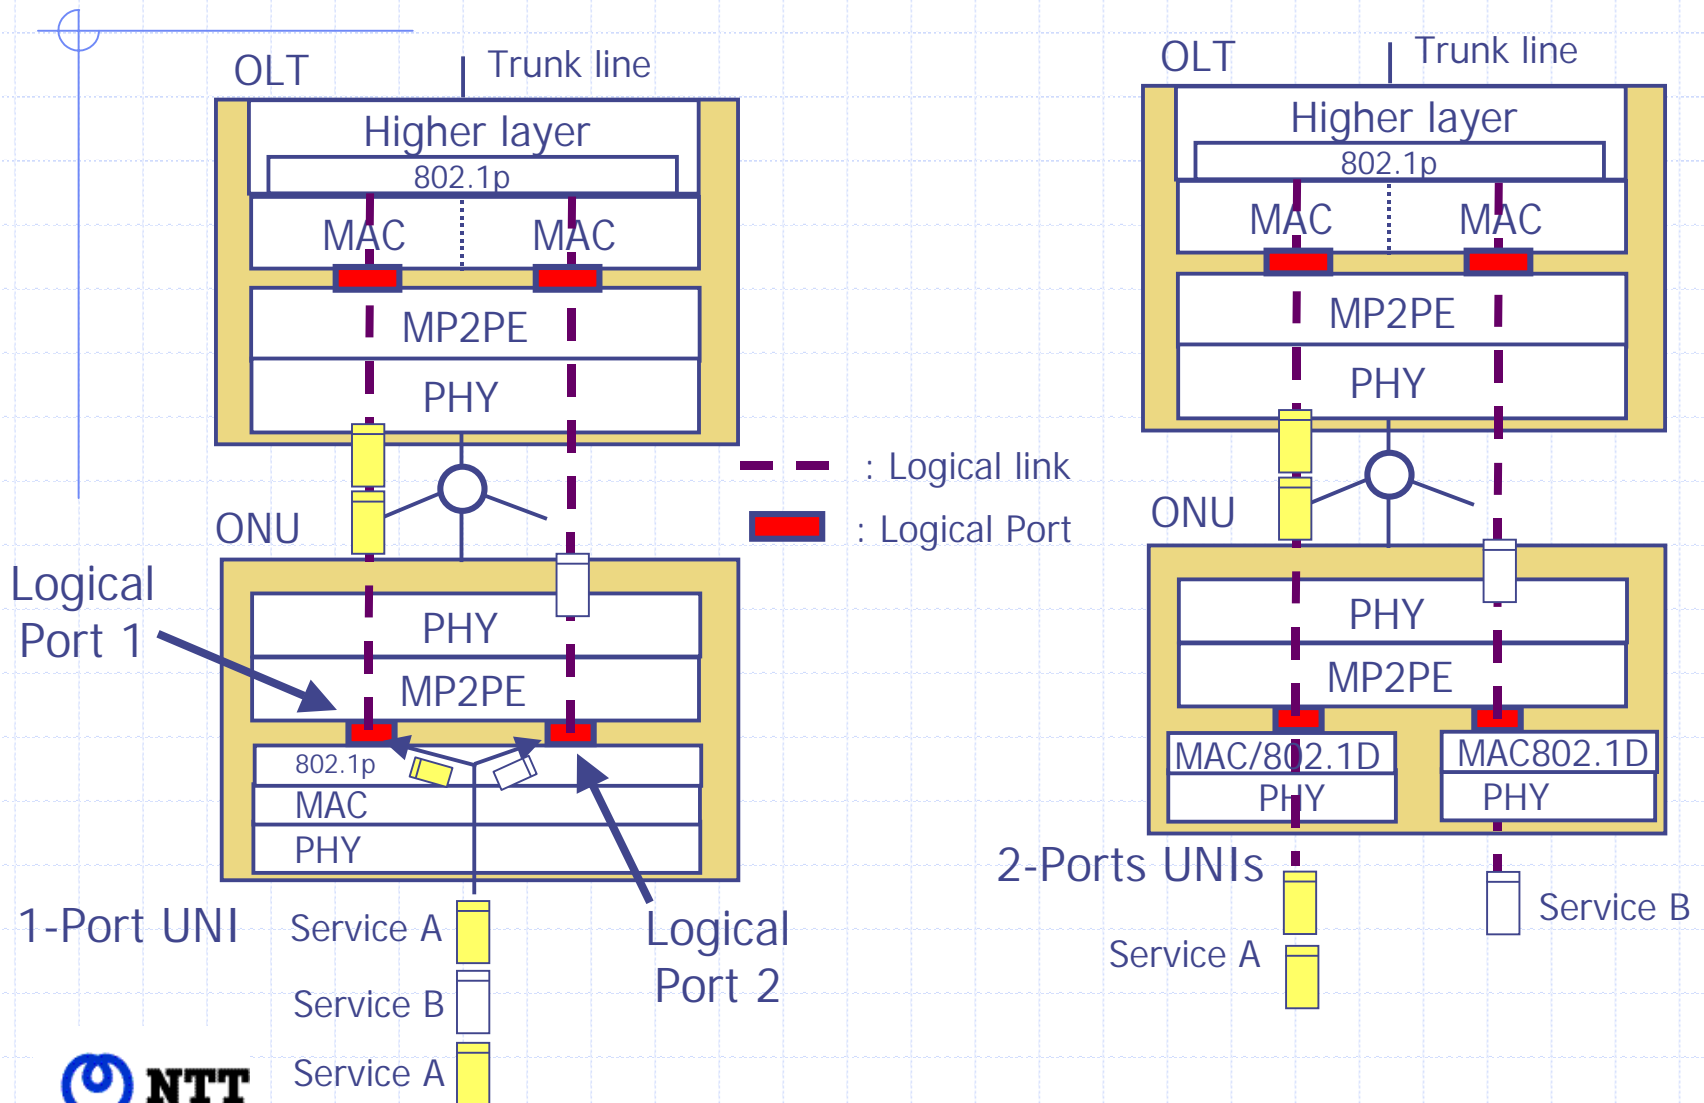 OLT
Trunk line
Higher layer
802.1p
MAC
MAC
MP2PE
PHY
ONU
Logical
Port 1
PHY
MP2PE
802.1p
MAC
PHY
1-Port UNI
Service A
Service B
Service A
Logical
Port 2
: Logical link
: Logical Port
OLT
Trunk line
Higher layer
802.1p
MAC
MAC
MP2PE
PHY
ONU
PHY
MP2PE
MAC/802.1D
PHY
MAC802.1D
PHY
2-Ports UNIs
Service A
Service B
NTT